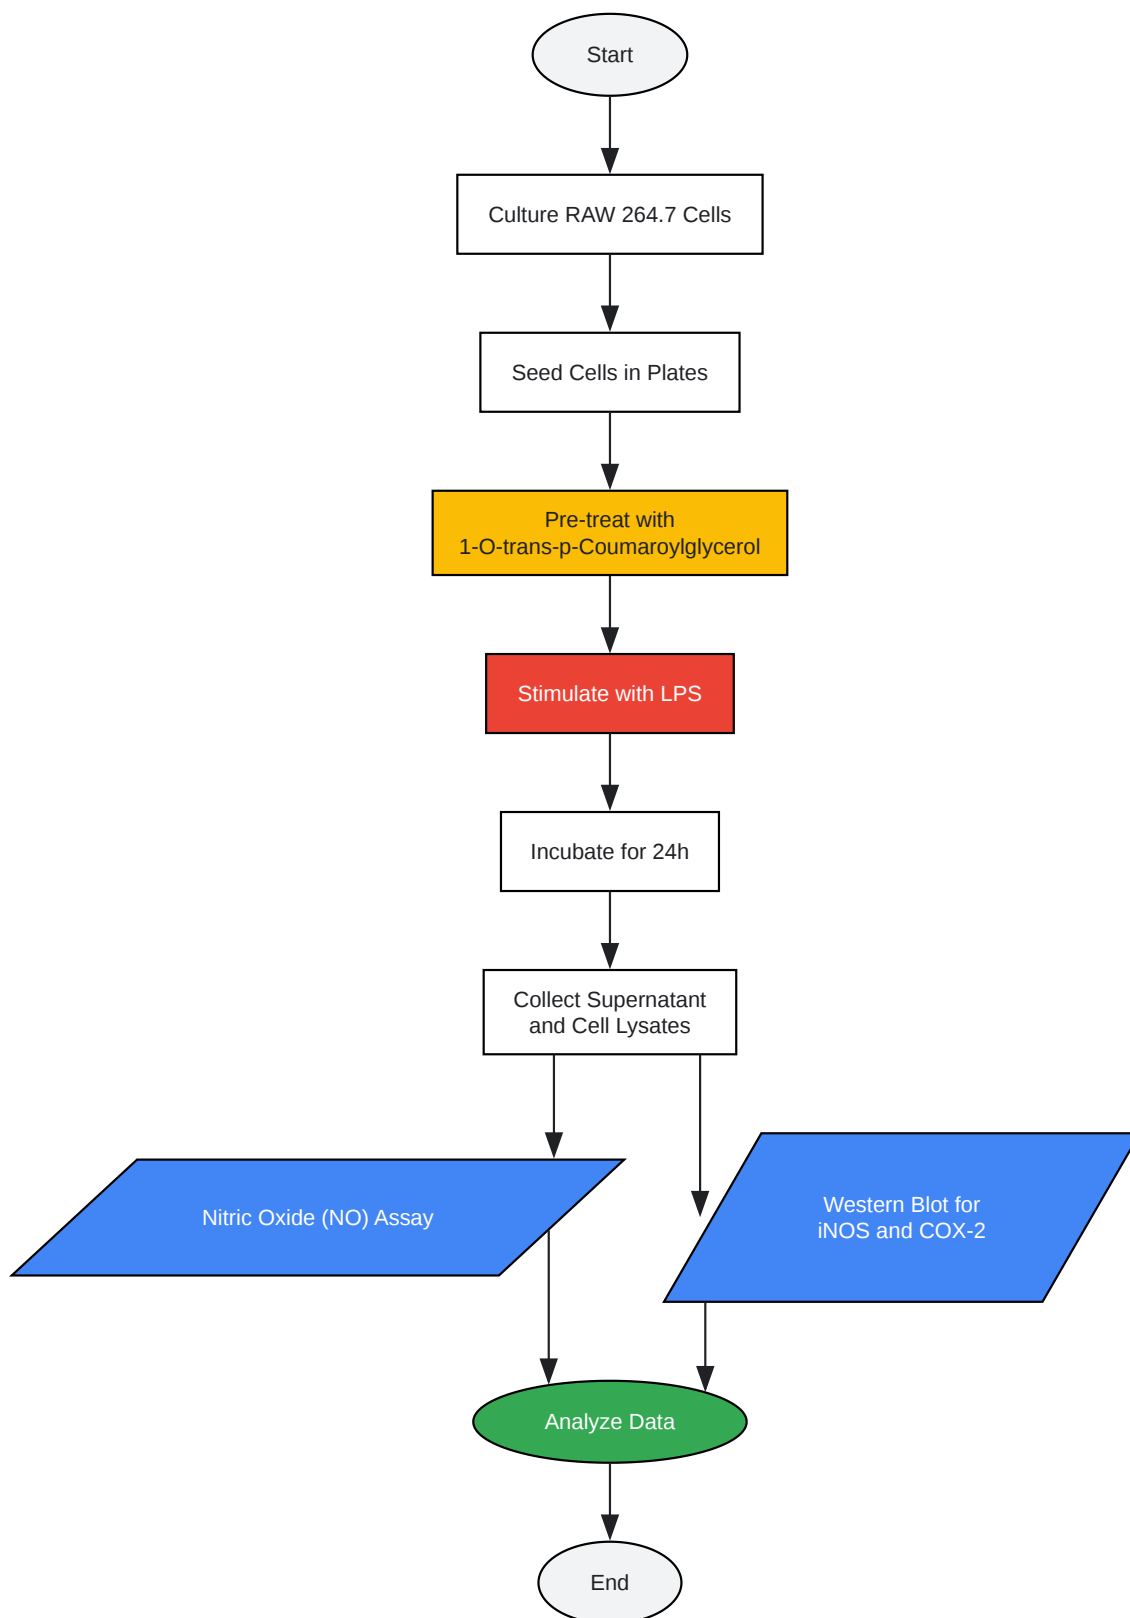 Start
Culture RAW 264.7 Cells
Seed Cells in Plates
Pre-treat with
1-O-trans-p-Coumaroylglycerol
Stimulate with LPS
Incubate for 24h
Collect Supernatant
and Cell Lysates
Nitric Oxide (NO) Assay
Western Blot for
iNOS and COX-2
Analyze Data
End